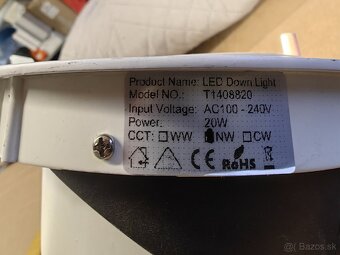 Product Name: LED Down Light
Model NO.: T1408820
Input Voltage: AC100 - 240V
Power: 20W
CCT: WW NW CW
CE RoHS
© Bazos.sk